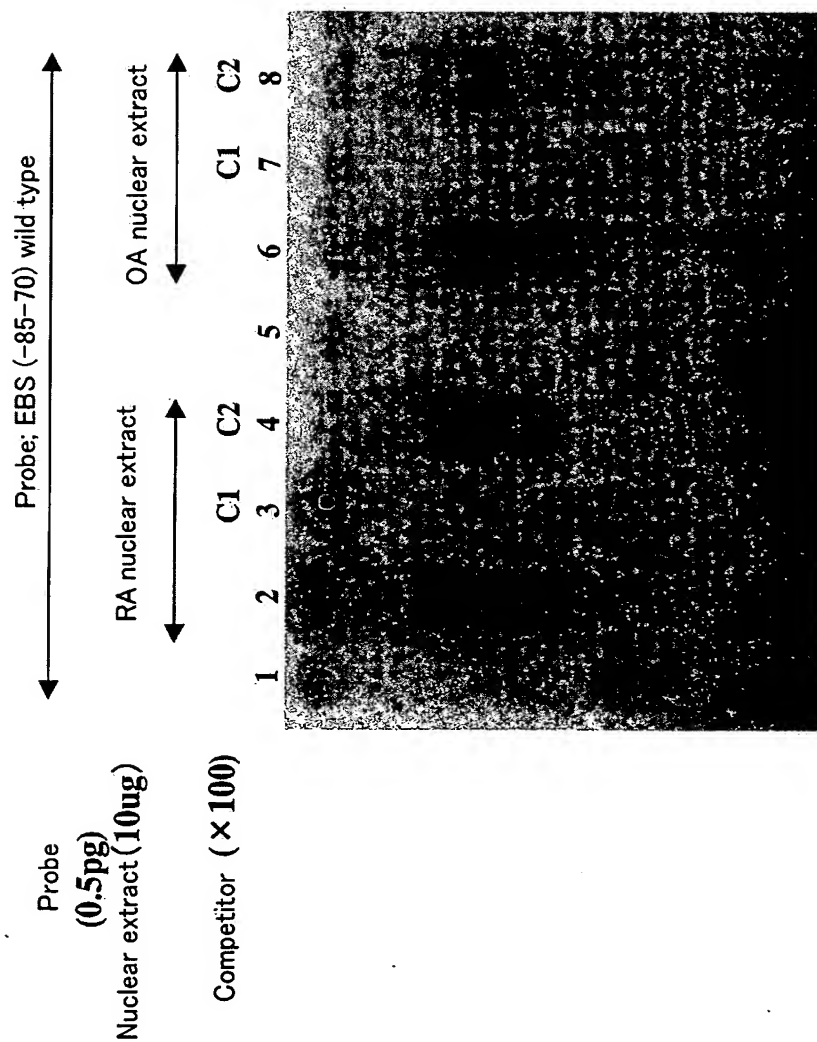 Probe; EBS (-85-70) wild type
Probe
(0.5pg)
RA nuclear extract OA nuclear extract
Nuclear extract(10ug)
Competitor (×100) C1 C2 C1 C2
1 2 3 4 5 6 7 8